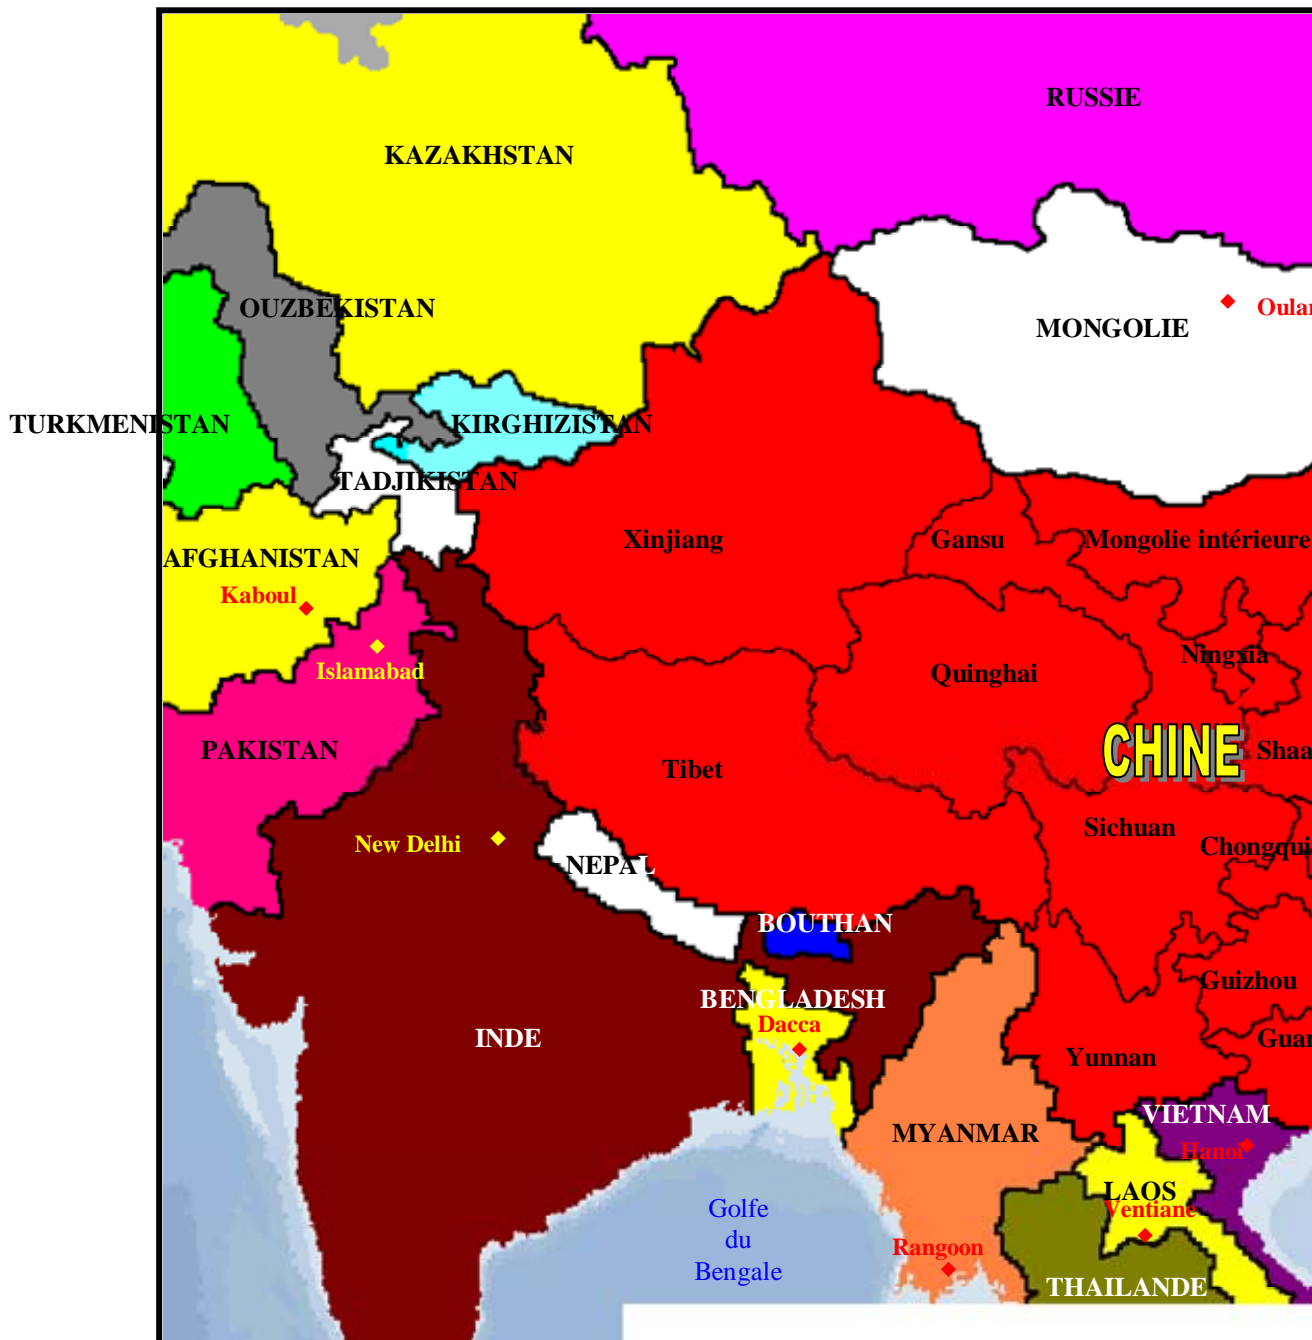 RUSSIE
KAZAKHSTAN
OUZBEKISTAN
Oular
MONGOLIE
TURKMENISTAN
KIRGHIZISTAN
TADJIKISTAN
Xinjiang
Gansu
Mongolie intérieure
AFGHANISTAN
Kaboul
Islamabad
Ningxia
Quinghai
PAKISTAN
CHINE
Shaa
Tibet
Sichuan
New Delhi
Chongqui
NEPAL
BOUTHAN
Guizhou
BENGLADESH
Dacca
INDE
Guan
Yunnan
VIETNAM
MYANMAR
Hanoi
LAOS
Ventiane
Golfe
du
Bengale
Rangoon
THAILANDE